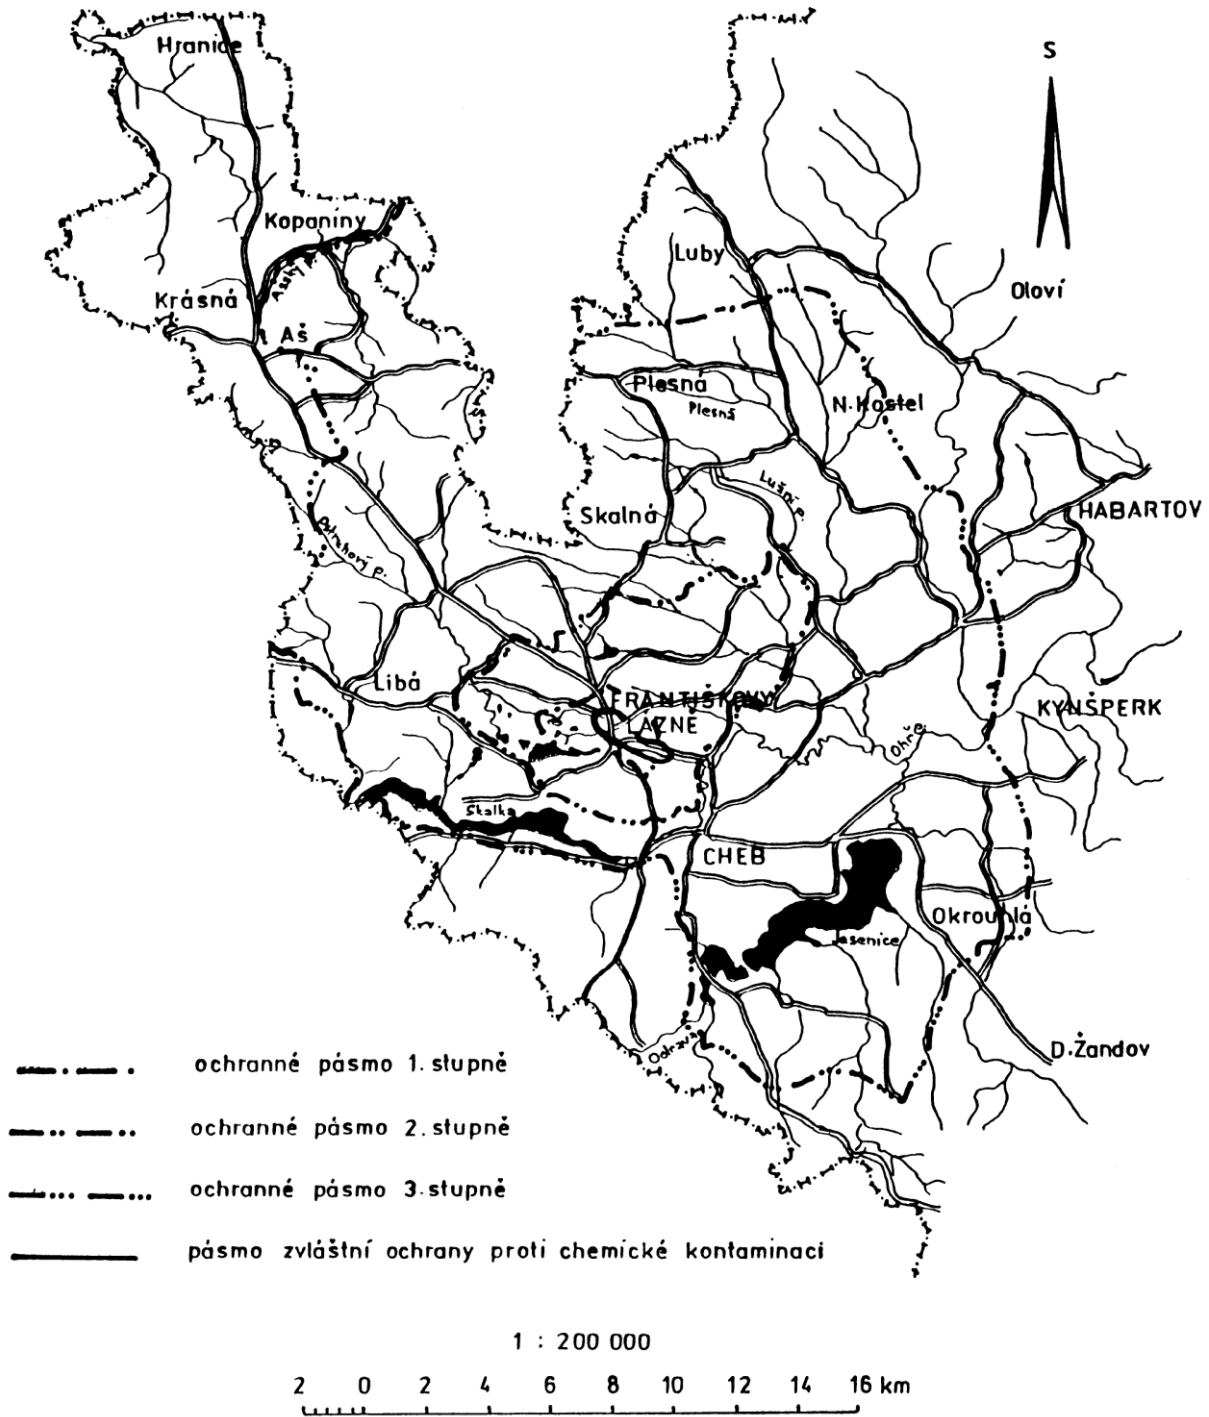 Hranice
S
Kopaniny
Luby
Oloví
Krásná
Ašský p.
Aš
Plesná
Plesná
N. Kostel
Lušní p.
Skalná
HABARTOV
p.
Libá
FRANTIŠKOVY
LÁZNĚ
KYNŠPERK
Ohře
Skalka
CHEB
Okrouhlá
Jesenice
Odrava
D. Žandov
ochranné pásmo 1. stupně
ochranné pásmo 2. stupně
ochranné pásmo 3. stupně
pásmo zvláštní ochrany proti chemické kontaminaci
1 : 200 000
2 0 2 4 6 8 10 12 14 16 km